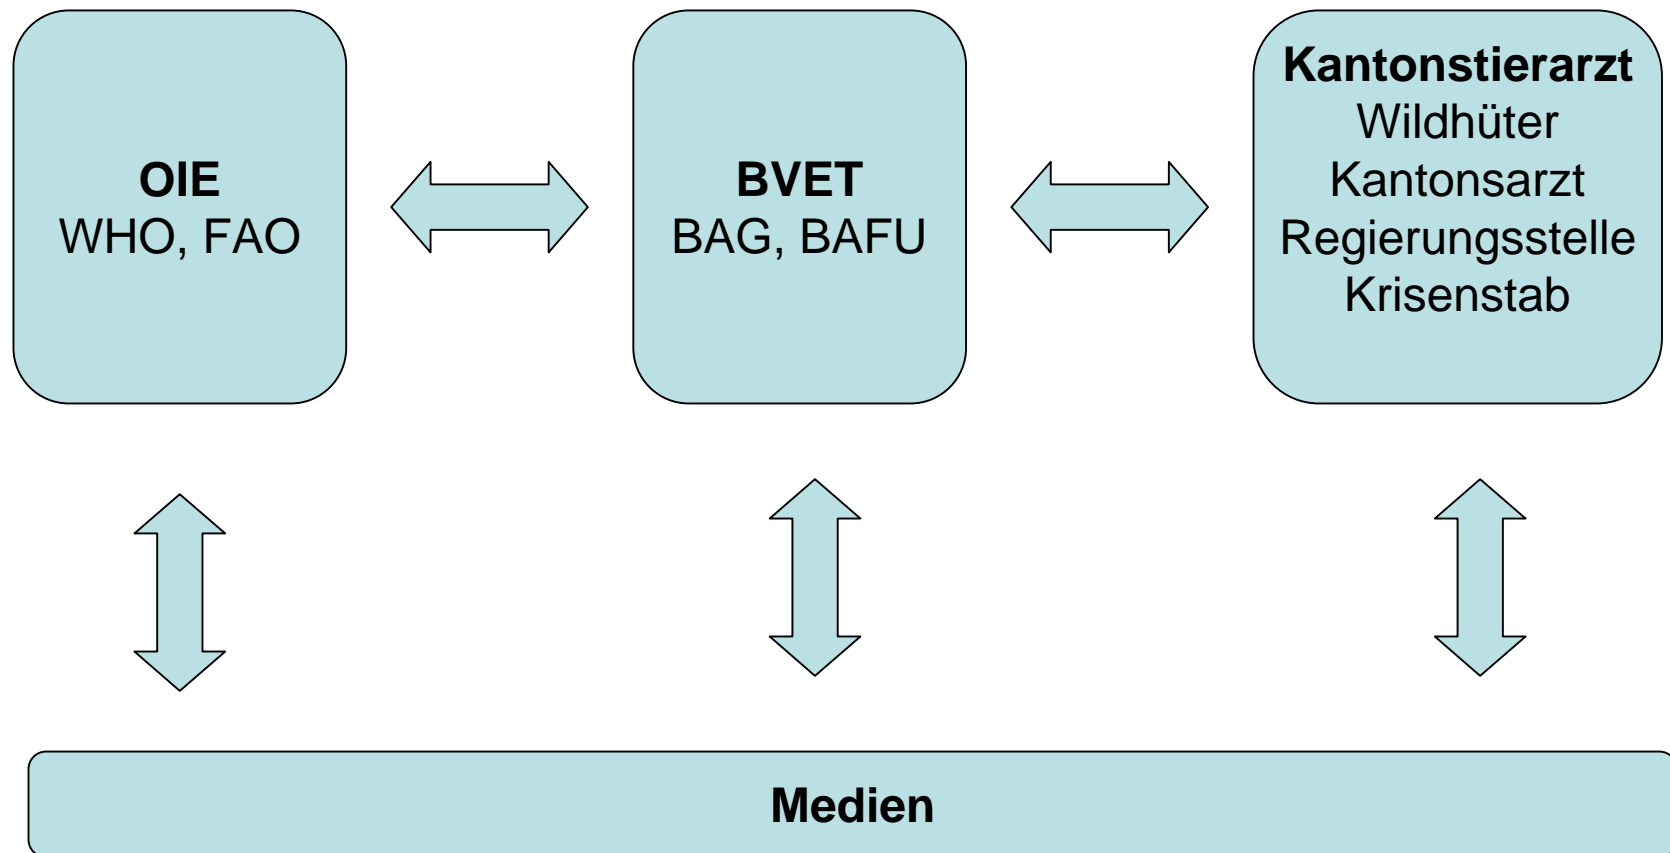 OIE
WHO, FAO
BVET
BAG, BAFU
Kantonstierarzt
Wildhüter
Kantonsarzt
Regierungsstelle
Krisenstab
Medien